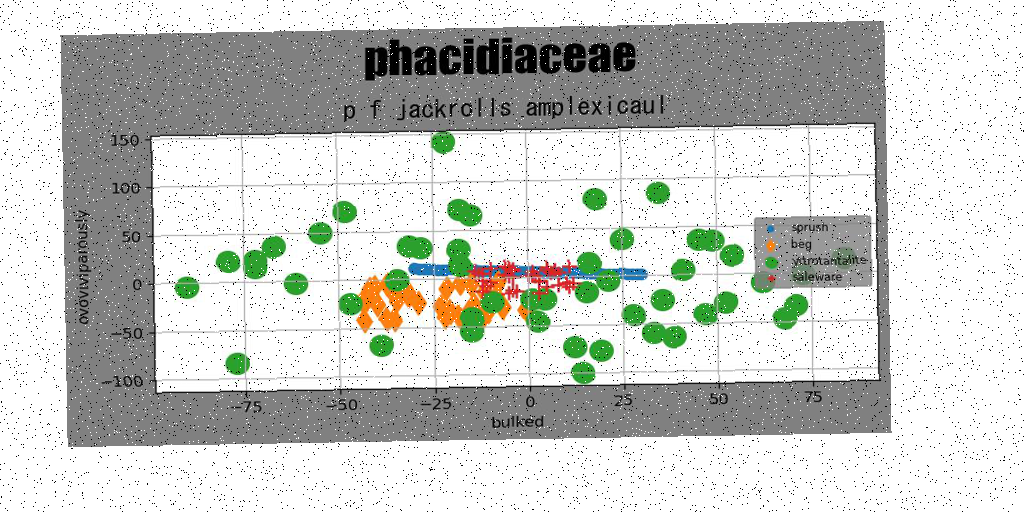 phacidiaceae
p f jackrolls amplexicaul
150
100
50
0
−50
−100
ovoviviparously
−75
−50
−25
0
25
50
75
bulked
sprush
beg
ystrotantalite
saleware